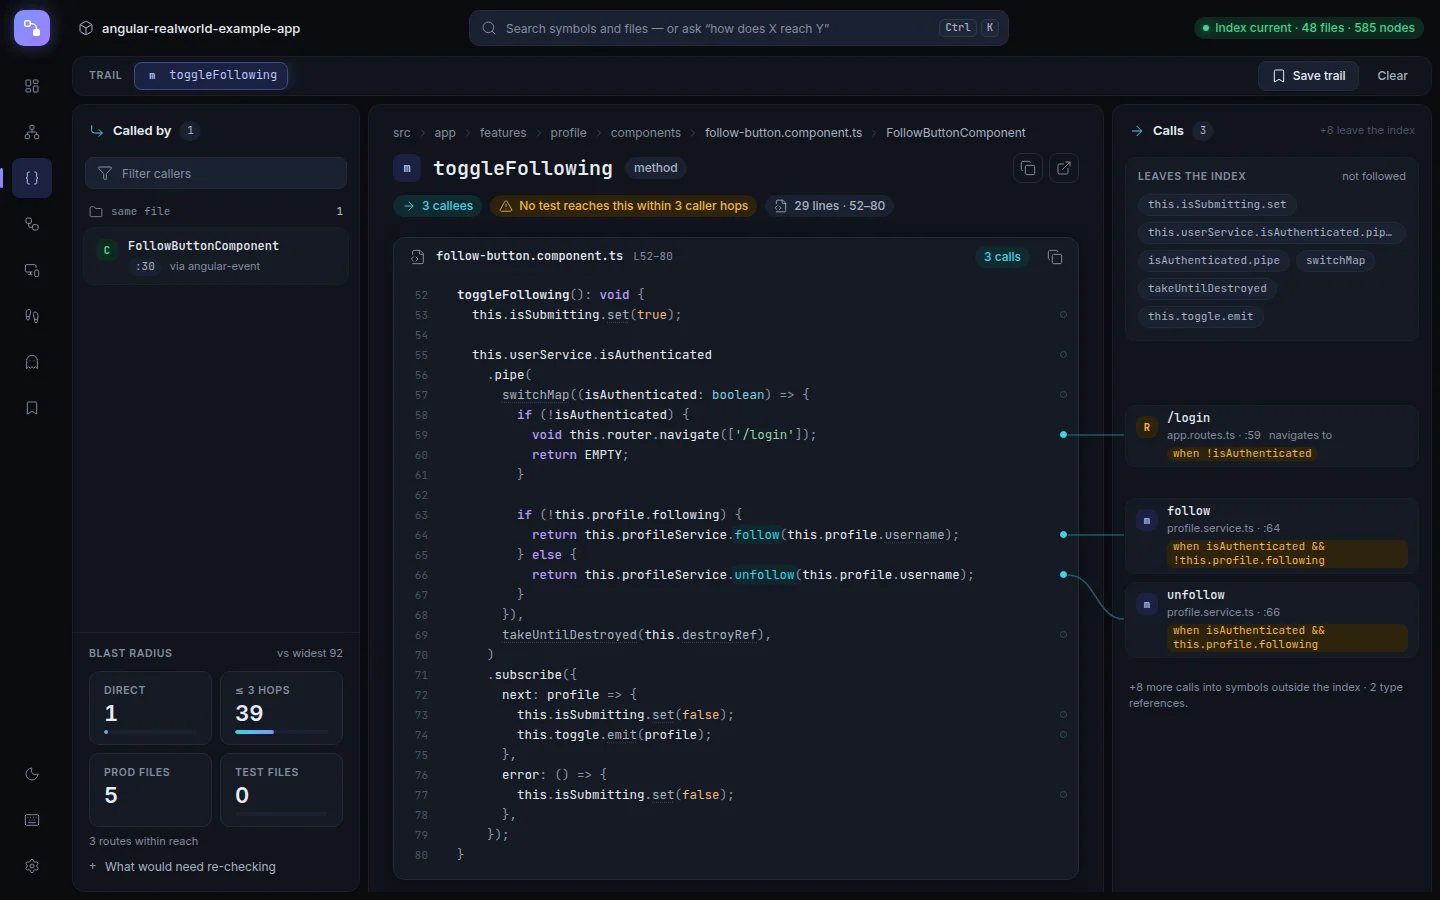 angular-realworld-example-app
Search symbols and files — or ask “how does X reach Y”
Ctrl K
Index current · 48 files · 585 nodes
TRAIL
m toggleFollowing
Save trail
Clear
Called by 1
Filter callers
same file 1
C FollowButtonComponent
:30 via angular-event
BLAST RADIUS vs widest 92
DIRECT
1
≤ 3 HOPS
39
PROD FILES
5
TEST FILES
0
3 routes within reach
+ What would need re-checking
src › app › features › profile › components › follow-button.component.ts › FollowButtonComponent
m toggleFollowing method
3 callees
No test reaches this within 3 caller hops
29 lines · 52–80
follow-button.component.ts L52–80
3 calls
52 toggleFollowing(): void {
53 this.isSubmitting.set(true);
54
55 this.userService.isAuthenticated
56 .pipe(
57 switchMap((isAuthenticated: boolean) => {
58 if (!isAuthenticated) {
59 void this.router.navigate(['/login']);
60 return EMPTY;
61 }
62
63 if (!this.profile.following) {
64 return this.profileService.follow(this.profile.username);
65 } else {
66 return this.profileService.unfollow(this.profile.username);
67 }
68 }),
69 takeUntilDestroyed(this.destroyRef),
70 )
71 .subscribe({
72 next: profile => {
73 this.isSubmitting.set(false);
74 this.toggle.emit(profile);
75 },
76 error: () => {
77 this.isSubmitting.set(false);
78 },
79 });
80 }
Calls 3
+8 leave the index
LEAVES THE INDEX not followed
this.isSubmitting.set
this.userService.isAuthenticated.pip…
isAuthenticated.pipe switchMap
takeUntilDestroyed
this.toggle.emit
R /login
app.routes.ts · :59 navigates to
when !isAuthenticated
m follow
profile.service.ts · :64
when isAuthenticated &&
!this.profile.following
m unfollow
profile.service.ts · :66
when isAuthenticated &&
this.profile.following
+8 more calls into symbols outside the index · 2 type
references.